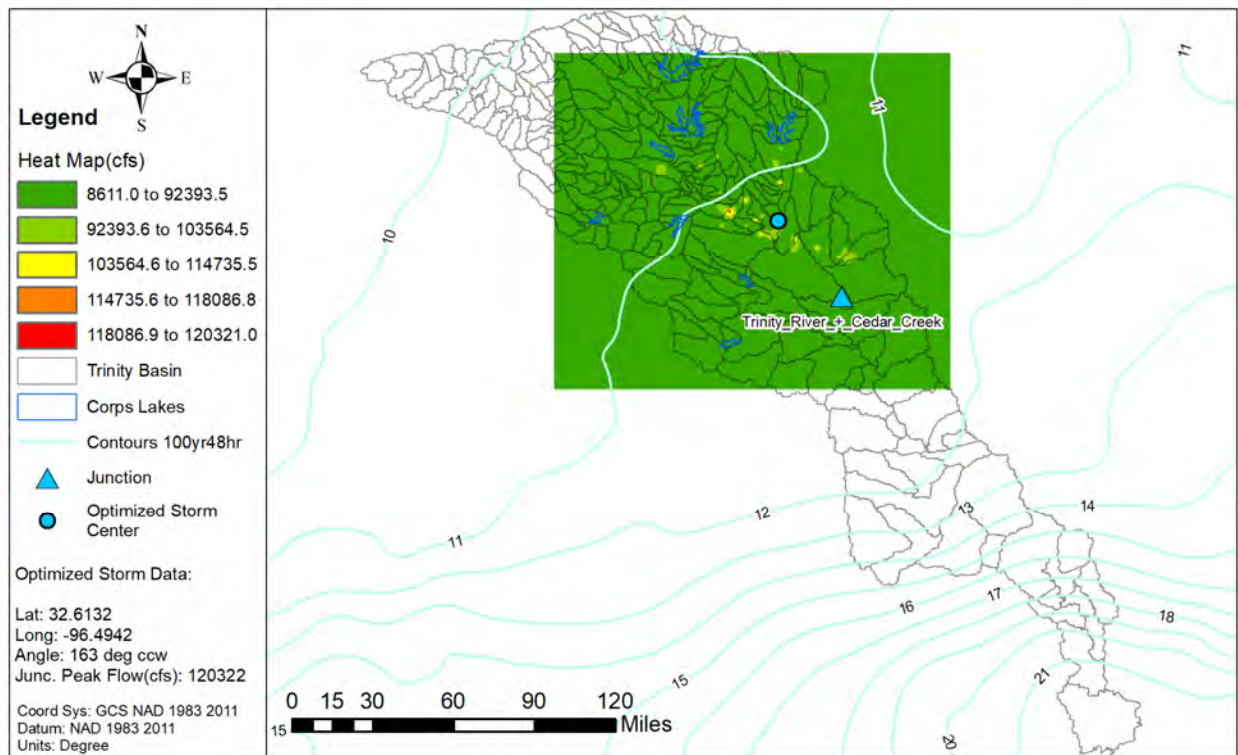 N
W E
S
Legend
Heat Map(cfs)
8611.0 to 92393.5
92393.6 to 103564.5
103564.6 to 114735.5
114735.6 to 118086.8
118086.9 to 120321.0
Trinity Basin
Corps Lakes
Contours 100yr48hr
Junction
Optimized Storm
Center
Optimized Storm Data:
Lat: 32.6132
Long: -96.4942
Angle: 163 deg ccw
Junc. Peak Flow(cfs): 120322
Coord Sys: GCS NAD 1983 2011
Datum: NAD 1983 2011
Units: Degree
11
11
10
Trinity_River_+_Cedar_Creek
11
12
13
14
16
17
18
15
21
20
15
0 15 30 60 90 120
Miles